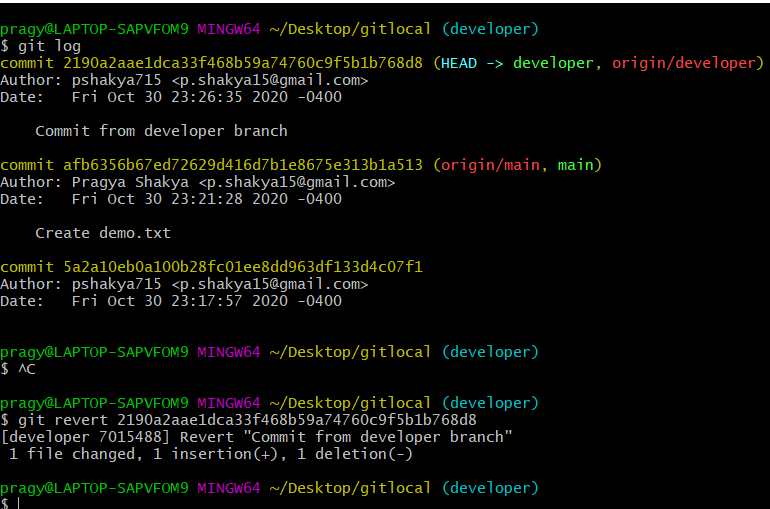 pragy@LAPTOP-SAPVFOM9 MINGW64 ~/Desktop/gitlocal (developer)
$ git log
commit 2190a2aae1dca33f468b59a74760c9f5b1b768d8 (HEAD -> developer, origin/developer)
Author: pshakya715 <p.shakya15@gmail.com>
Date:   Fri Oct 30 23:26:35 2020 -0400

    Commit from developer branch

commit afb6356b67ed72629d416d7b1e8675e313b1a513 (origin/main, main)
Author: Pragya Shakya <p.shakya15@gmail.com>
Date:   Fri Oct 30 23:21:28 2020 -0400

    Create demo.txt

commit 5a2a10eb0a100b28fc01ee8dd963df133d4c07f1
Author: pshakya715 <p.shakya15@gmail.com>
Date:   Fri Oct 30 23:17:57 2020 -0400

pragy@LAPTOP-SAPVFOM9 MINGW64 ~/Desktop/gitlocal (developer)
$ ^C

pragy@LAPTOP-SAPVFOM9 MINGW64 ~/Desktop/gitlocal (developer)
$ git revert 2190a2aae1dca33f468b59a74760c9f5b1b768d8
[developer 7015488] Revert "Commit from developer branch"
 1 file changed, 1 insertion(+), 1 deletion(-)

pragy@LAPTOP-SAPVFOM9 MINGW64 ~/Desktop/gitlocal (developer)
$